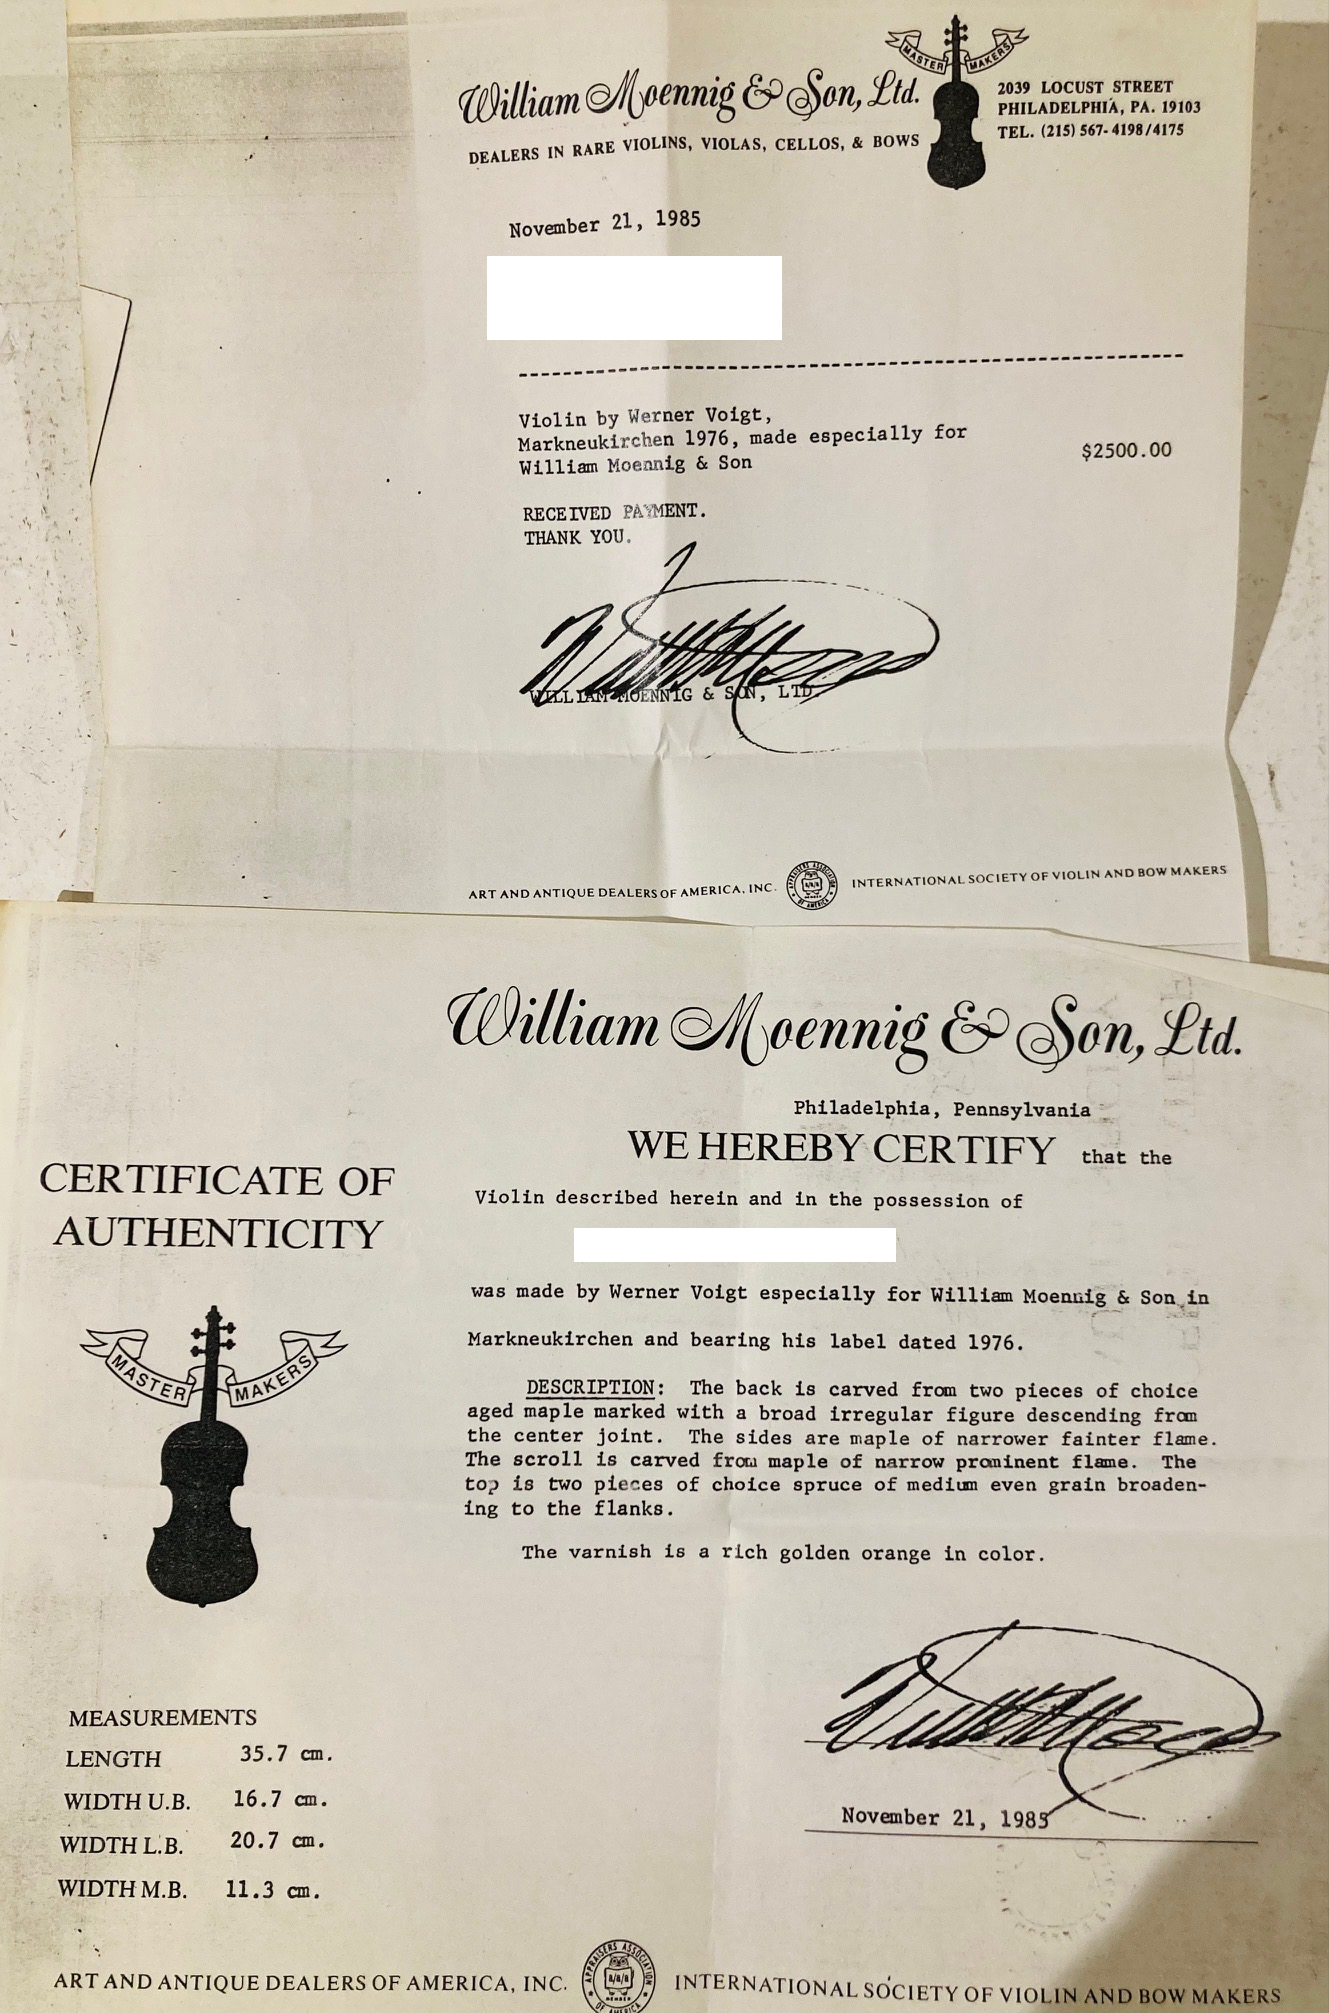 MASTER MAKERS
William Moennig & Son, Ltd.
DEALERS IN RARE VIOLINS, VIOLAS, CELLOS, & BOWS
2039 LOCUST STREET
PHILADELPHIA, PA. 19103
TEL. (215) 567-4198/4175
November 21, 1985
Violin by Werner Voigt,
Markneukirchen 1976, made especially for
William Moennig & Son
$2500.00
RECEIVED PAYMENT.
THANK YOU.
WILLIAM MOENNIG & SON, LTD.
ART AND ANTIQUE DEALERS OF AMERICA, INC.
APPRAISERS ASSOCIATION
MEMBER
OF AMERICA
INTERNATIONAL SOCIETY OF VIOLIN AND BOW MAKERS
William Moennig & Son, Ltd.
Philadelphia, Pennsylvania
WE HEREBY CERTIFY that the
Violin described herein and in the possession of
was made by Werner Voigt especially for William Moennig & Son in
Markneukirchen and bearing his label dated 1976.
DESCRIPTION: The back is carved from two pieces of choice
aged maple marked with a broad irregular figure descending from
the center joint. The sides are maple of narrower fainter flame.
The scroll is carved from maple of narrow prominent flame. The
top is two pieces of choice spruce of medium even grain broaden-
ing to the flanks.
The varnish is a rich golden orange in color.
November 21, 1985
CERTIFICATE OF
AUTHENTICITY
MASTER MAKERS
MEASUREMENTS
LENGTH 35.7 cm.
WIDTH U.B. 16.7 cm.
WIDTH L.B. 20.7 cm.
WIDTH M.B. 11.3 cm.
ART AND ANTIQUE DEALERS OF AMERICA, INC.
APPRAISERS ASSOCIATION
MEMBER
OF AMERICA
INTERNATIONAL SOCIETY OF VIOLIN AND BOW MAKERS